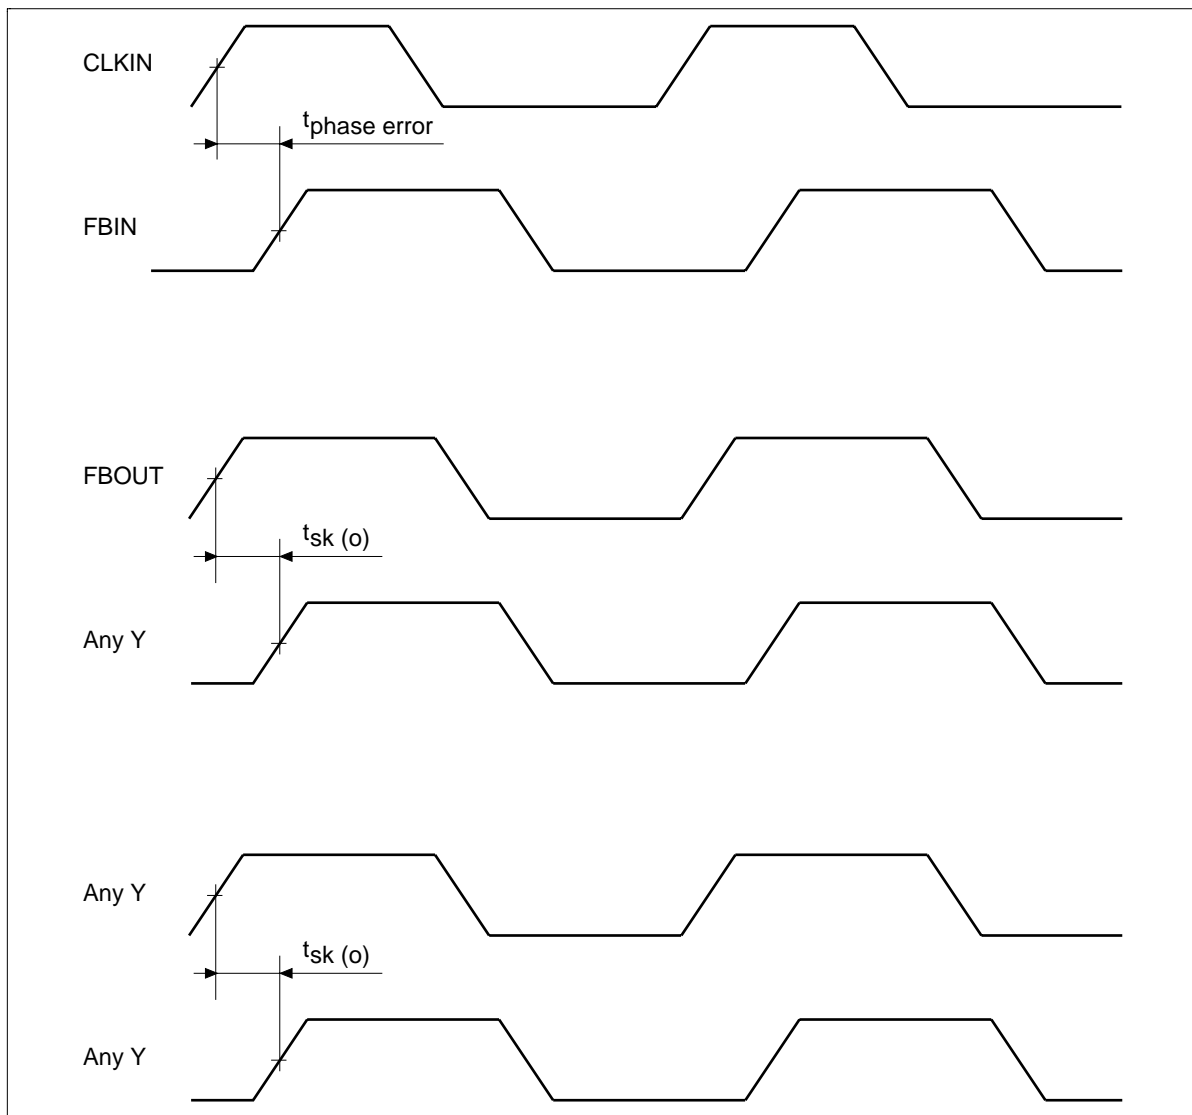 CLKIN
tphase error
FBIN
FBOUT
tsk (o)
Any Y
Any Y
tsk (o)
Any Y